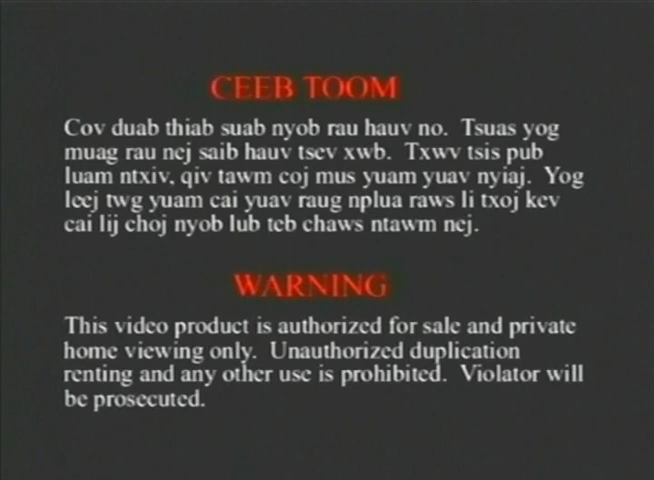 CEEB TOOM
Cov duab thiab suab nyob rau hauv no. Tsuas yog
muag rau nej saib hauv tsev xwb. Txwv tsis pub
luam ntxiv, qiv tawm coj mus yuam yuav nyiaj. Yog
leej twg yuam cai yuav raug nplua raws li txoj kev
cai lij choj nyob lub teb chaws ntawm nej.
WARNING
This video product is authorized for sale and private
home viewing only. Unauthorized duplication
renting and any other use is prohibited. Violator will
be prosecuted.